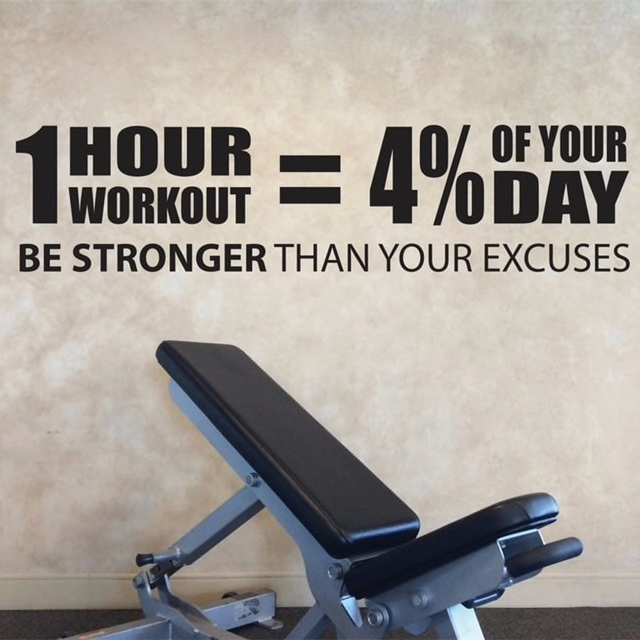 1 HOUR WORKOUT = 4% OF YOUR DAY
BE STRONGER THAN YOUR EXCUSES